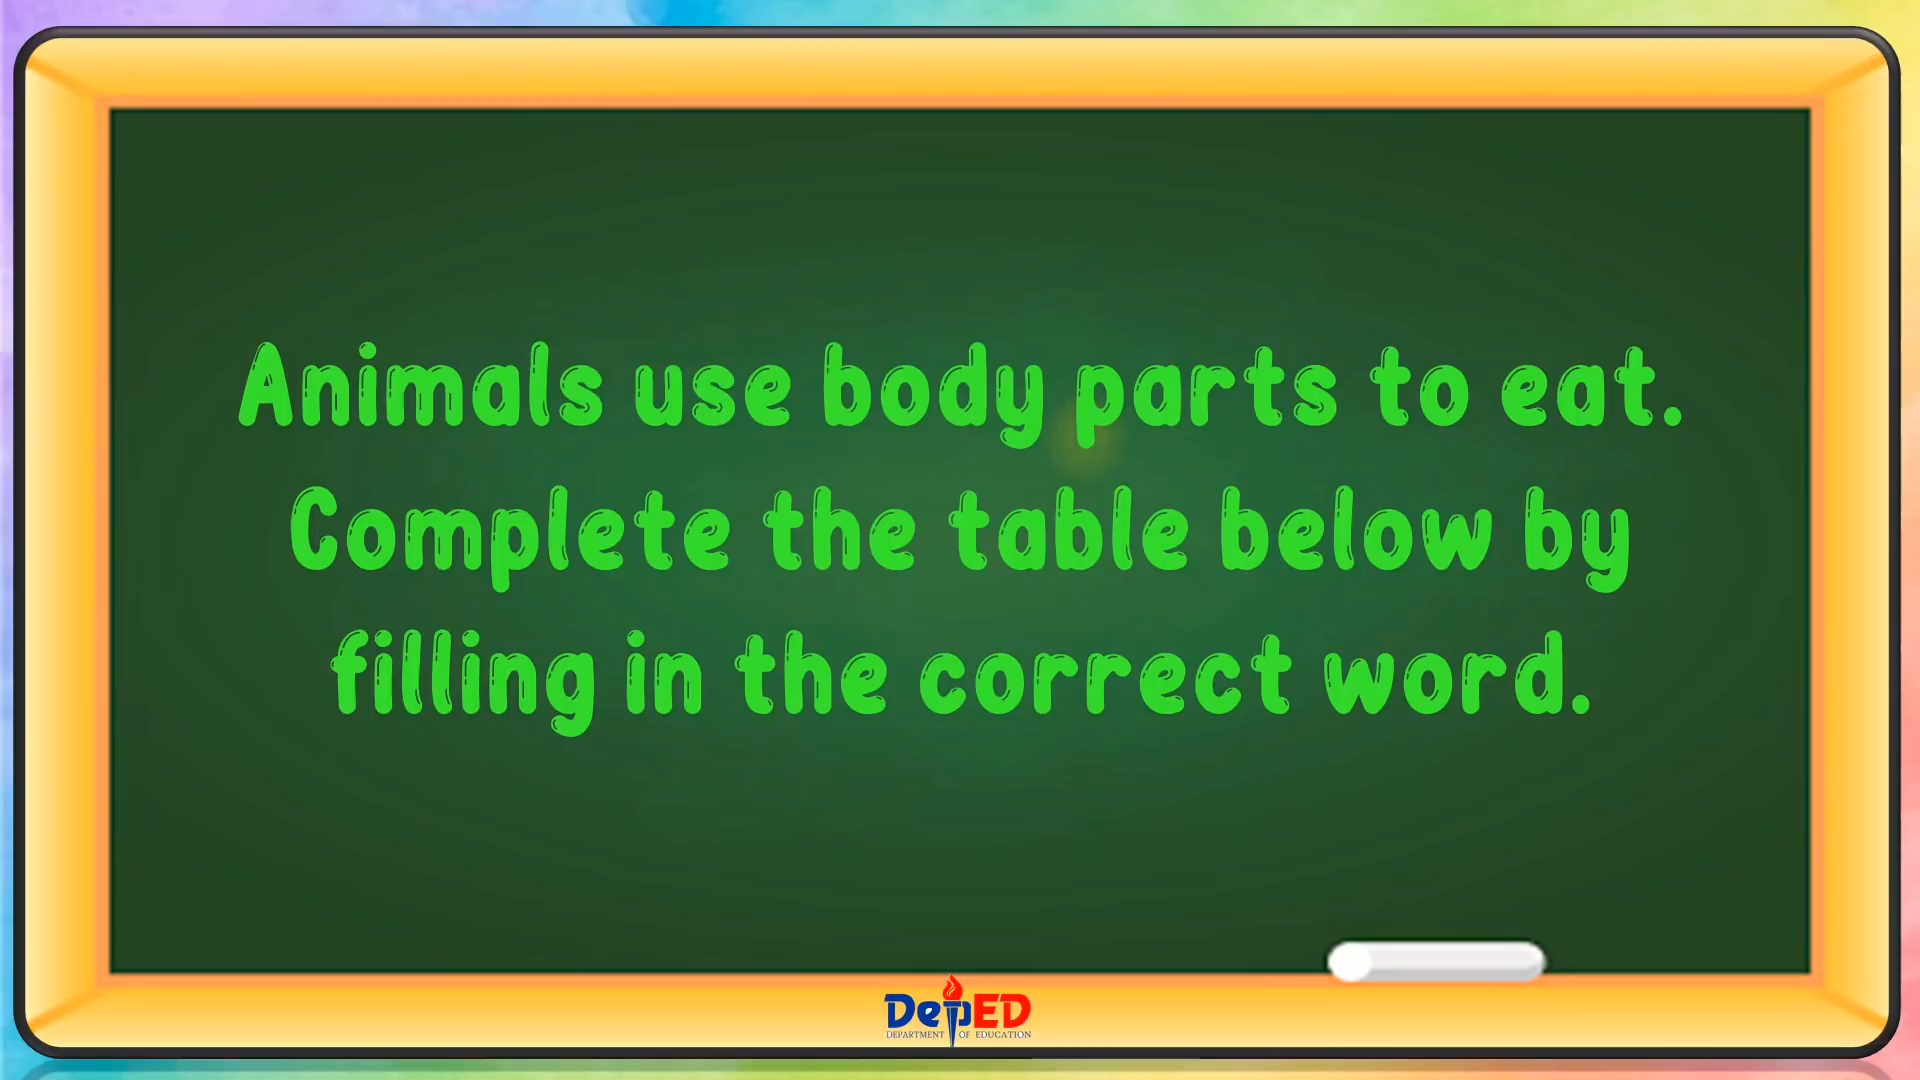 Animals use body parts to eat.
Complete the table below by
filling in the correct word.
DepED
DEPARTMENT OF EDUCATION